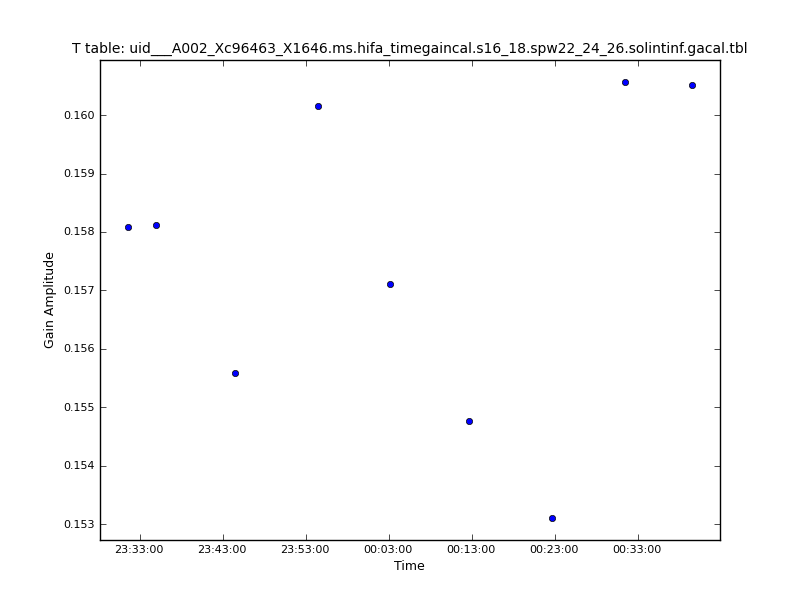 T table: uid___A002_Xc96463_X1646.ms.hifa_timegaincal.s16_18.spw22_24_26.solintinf.gacal.tbl
0.160
0.159
0.158
0.157
0.156
0.155
0.154
0.153
Gain Amplitude
23:33:00 23:43:00 23:53:00 00:03:00 00:13:00 00:23:00 00:33:00
Time